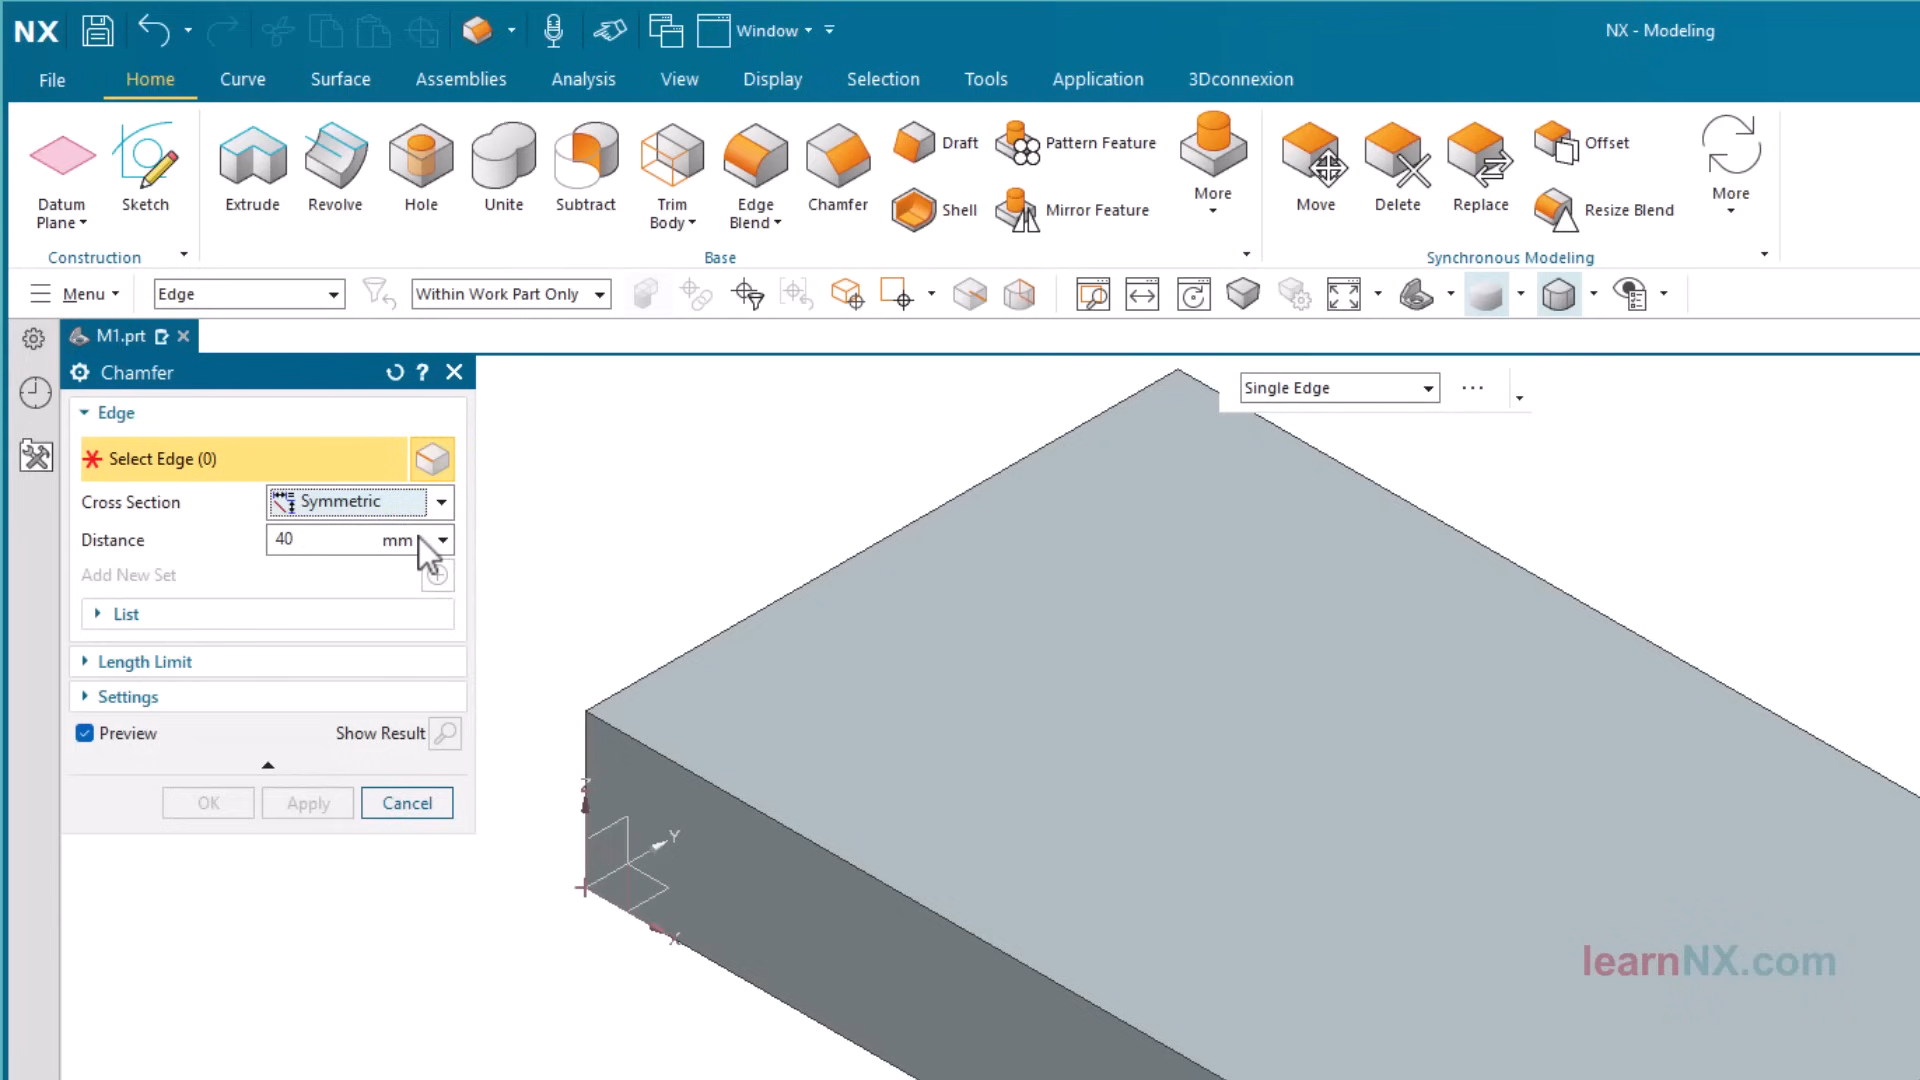 NX
Window
NX - Modeling
File
Home
Curve
Surface
Assemblies
Analysis
View
Display
Selection
Tools
Application
3Dconnexion
Datum
Plane
Sketch
Extrude
Revolve
Hole
Unite
Subtract
Trim
Body
Edge
Blend
Chamfer
Draft
Shell
Pattern Feature
Mirror Feature
More
Move
Delete
Replace
Offset
Resize Blend
More
Construction
Base
Synchronous Modeling
Menu
Edge
Within Work Part Only
M1.prt
Chamfer
?
Edge
Select Edge (0)
Cross Section
Symmetric
Distance
40
mm
Add New Set
List
Length Limit
Settings
Preview
Show Result
OK
Apply
Cancel
Single Edge
Z
Y
X
learnNX.com